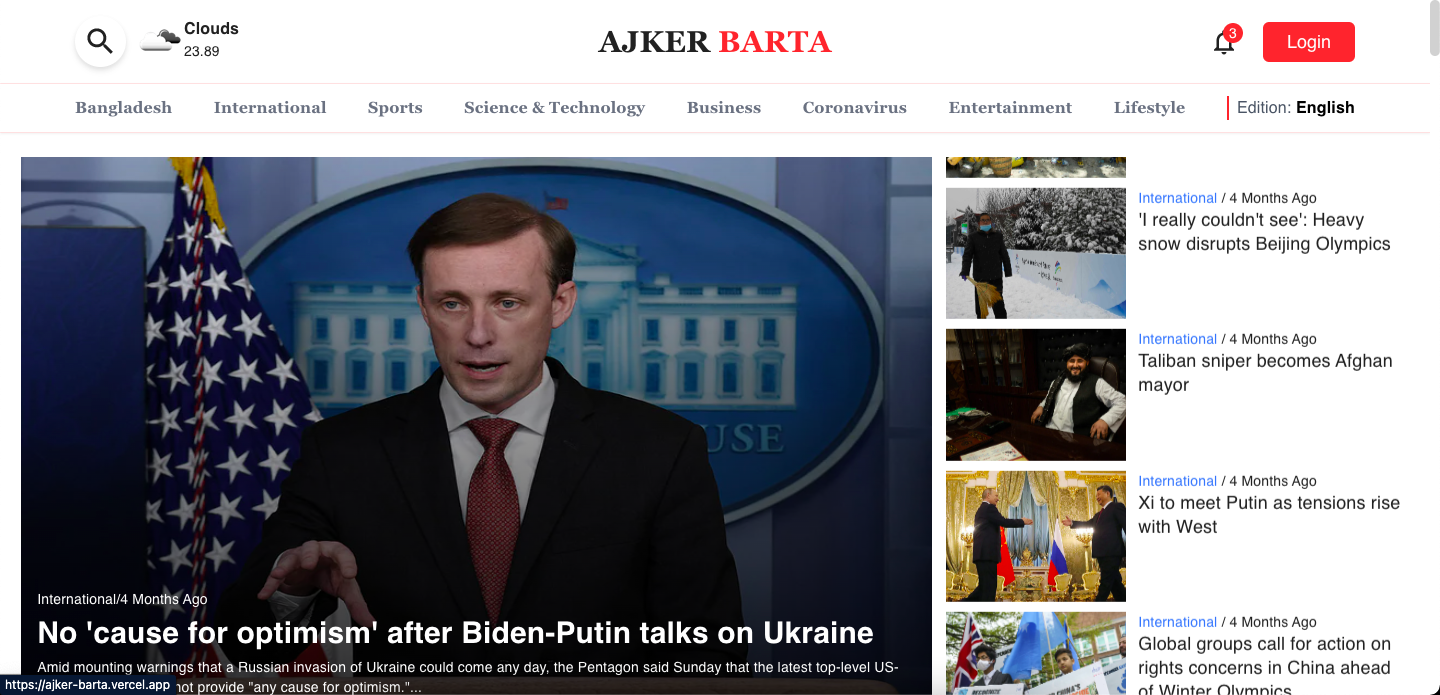 Clouds
23.89
AJKER BARTA
3
Login
Bangladesh International Sports Science & Technology Business Coronavirus Entertainment Lifestyle Edition: English
International/4 Months Ago
No 'cause for optimism' after Biden-Putin talks on Ukraine
Amid mounting warnings that a Russian invasion of Ukraine could come any day, the Pentagon said Sunday that the latest top-level US-
not provide "any cause for optimism."...
USE
International / 4 Months Ago
'I really couldn't see': Heavy
snow disrupts Beijing Olympics
International / 4 Months Ago
Taliban sniper becomes Afghan
mayor
International / 4 Months Ago
Xi to meet Putin as tensions rise
with West
International / 4 Months Ago
Global groups call for action on
rights concerns in China ahead
of Winter Olympics
https://ajker-barta.vercel.app